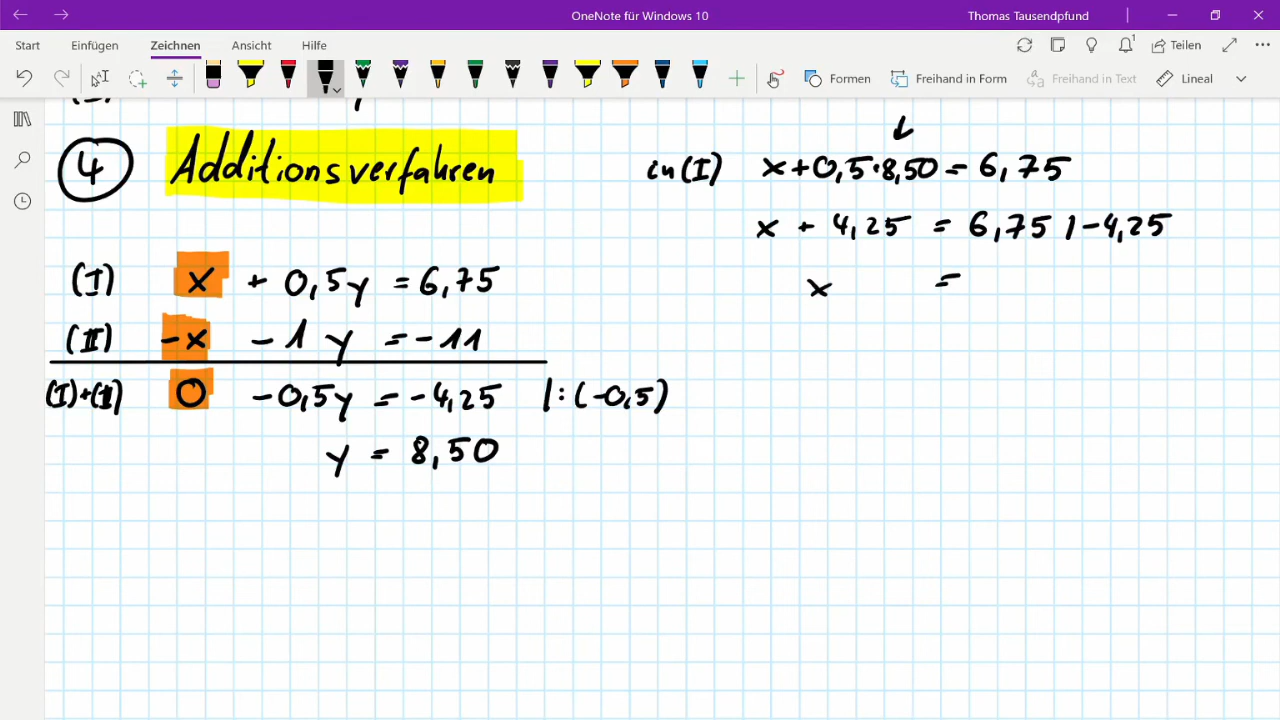 OneNote für Windows 10
Thomas Tausendpfund
Start Einfügen Zeichnen Ansicht Hilfe
Teilen
Formen Freihand in Form Freihand in Text Lineal
4 Additionsverfahren
(I) x + 0,5y = 6,75
(II) -x - 1 y = -11
(I)+(II) 0 -0,5y = -4,25 |:(-0,5)
y = 8,50
in (I) x+0,5·8,50 = 6,75
x + 4,25 = 6,75 | -4,25
x =